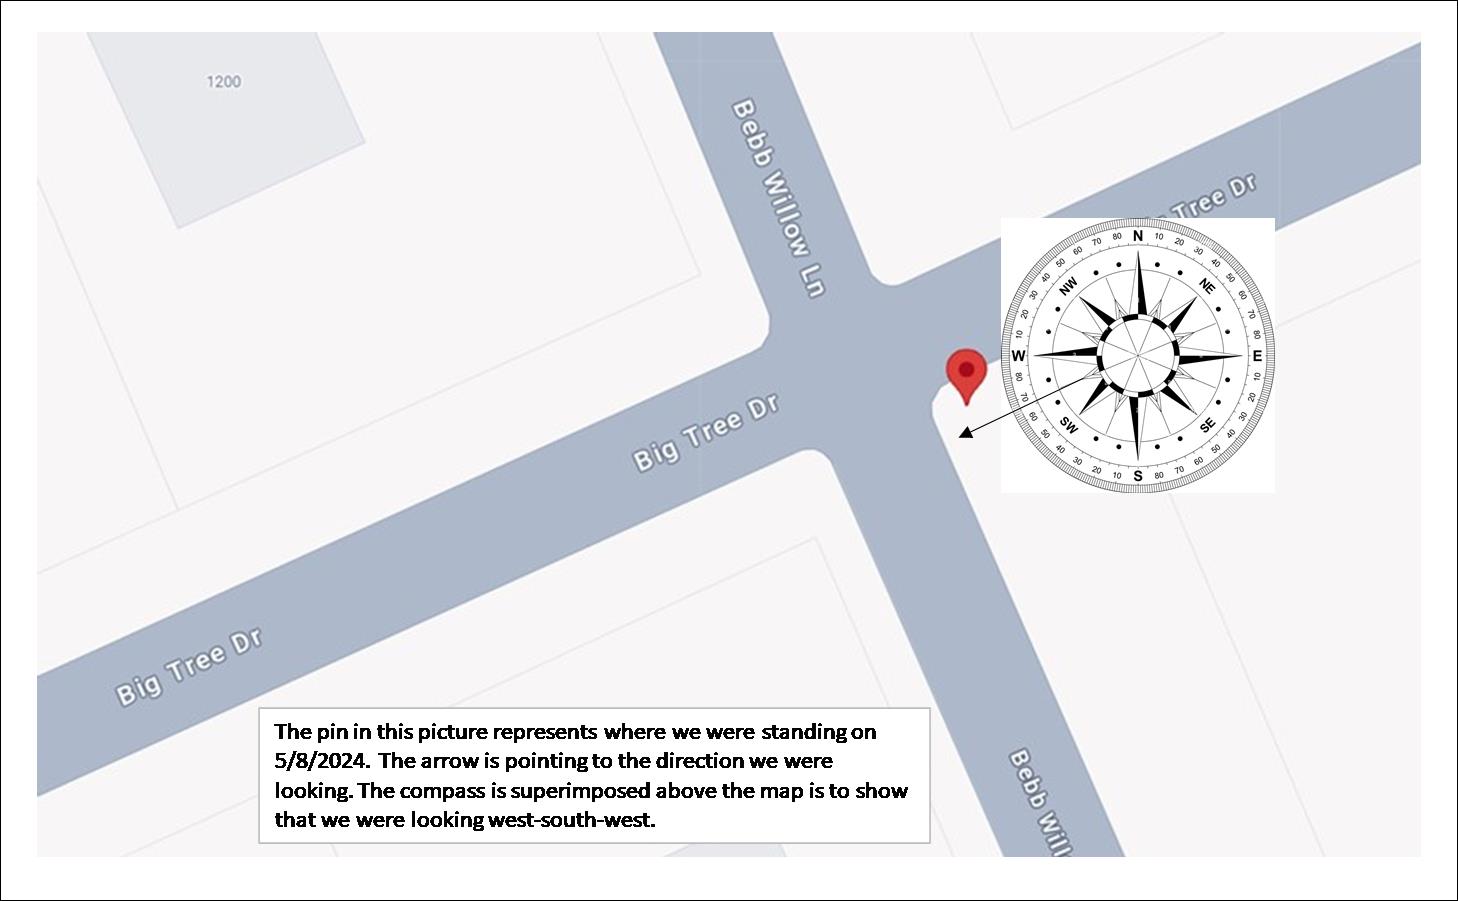 1200
Bebb Willow Ln
Tree Dr
Big Tree Dr
Big Tree Dr
Bebb Will
N
10
20
30
40
50
60
70
80
E
10
20
30
40
50
60
70
80
S
10
20
30
40
50
60
70
80
W
10
20
30
40
50
60
70
80
NW
NE
SW
SE
The pin in this picture represents where we were standing on
5/8/2024. The arrow is pointing to the direction we were
looking. The compass is superimposed above the map is to show
that we were looking west-south-west.